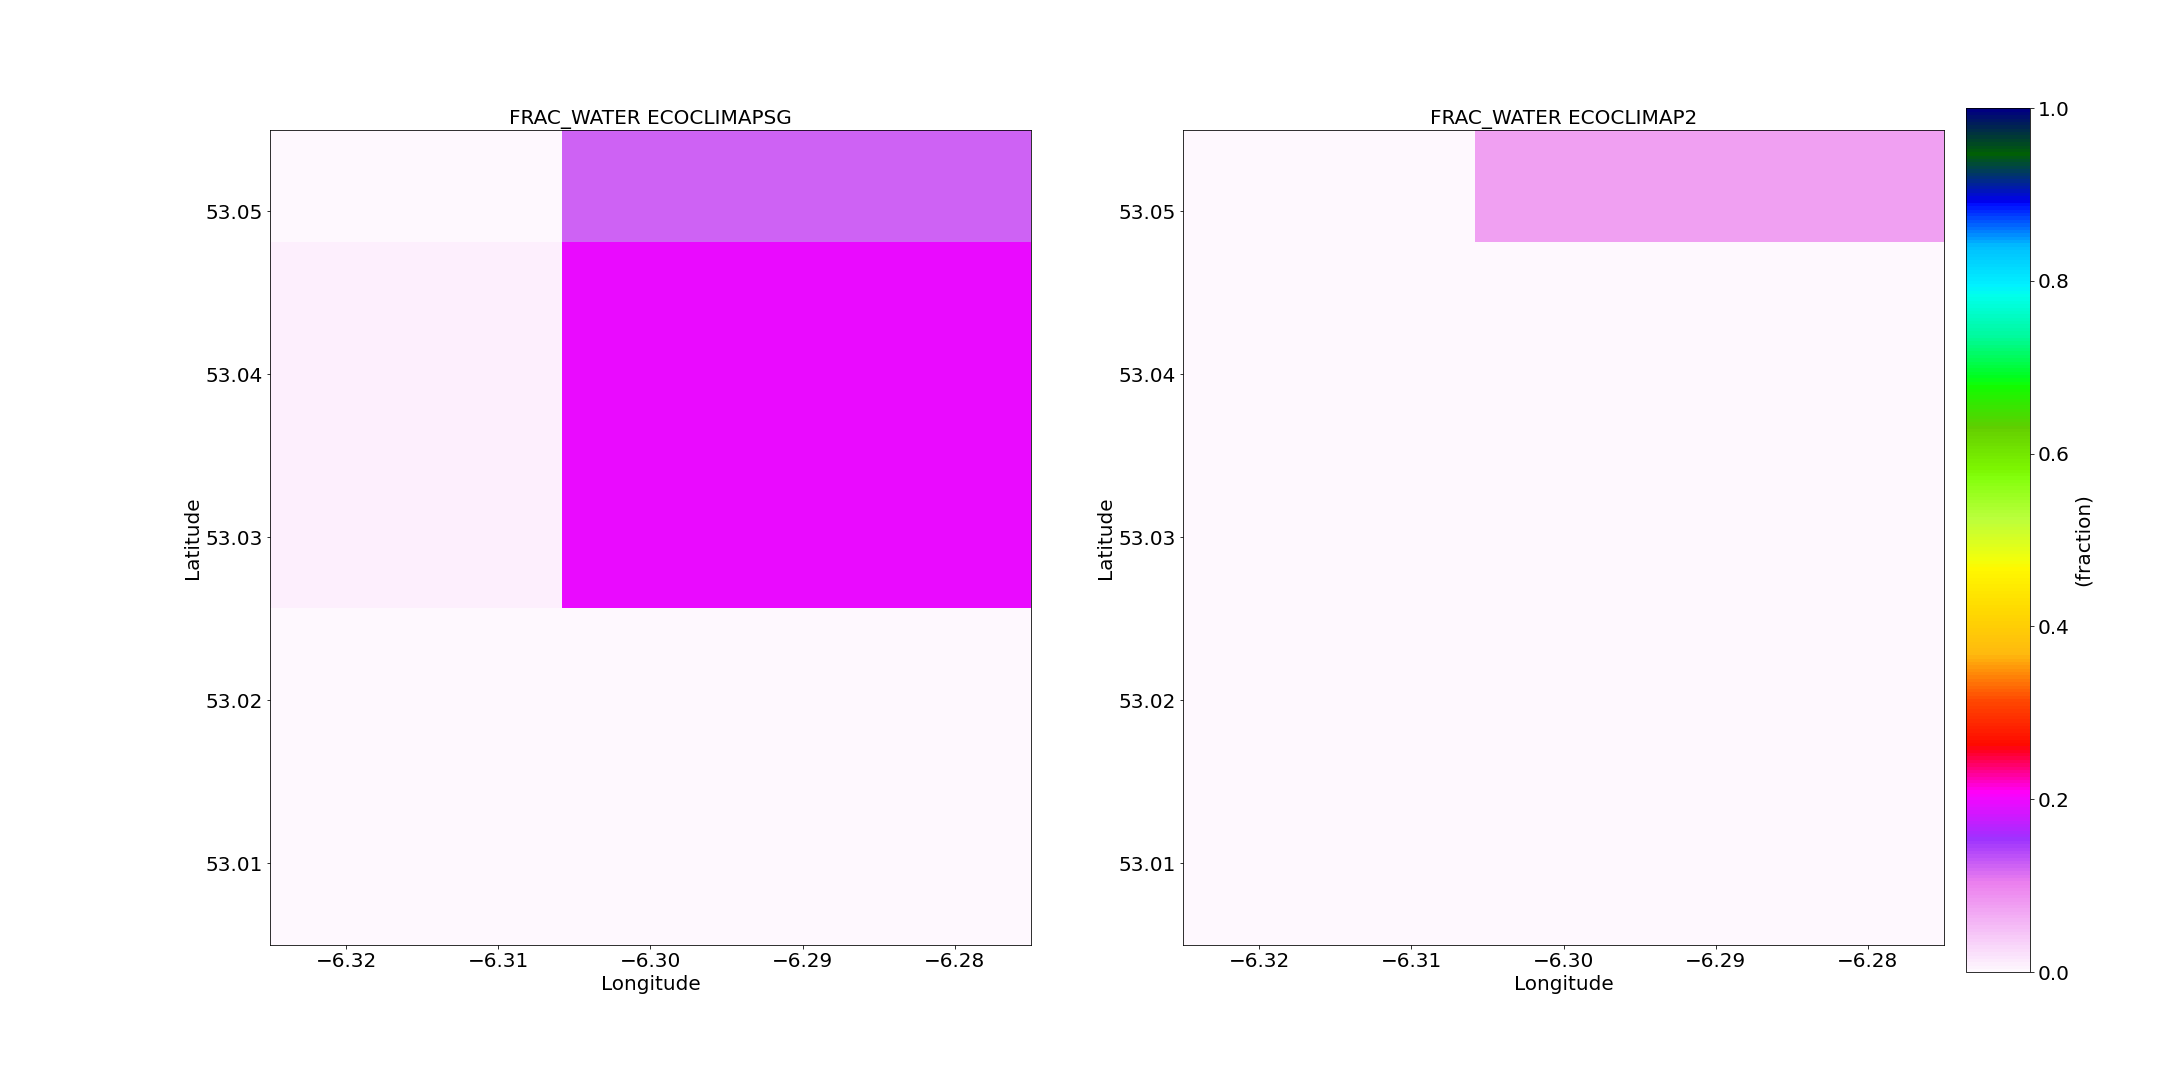 FRAC_WATER ECOCLIMAPSG
Latitude
53.05
53.04
53.03
53.02
53.01
−6.32 −6.31 −6.30 −6.29 −6.28
Longitude
FRAC_WATER ECOCLIMAP2
Latitude
53.05
53.04
53.03
53.02
53.01
−6.32 −6.31 −6.30 −6.29 −6.28
Longitude
1.0
0.8
0.6
0.4
0.2
0.0
(fraction)